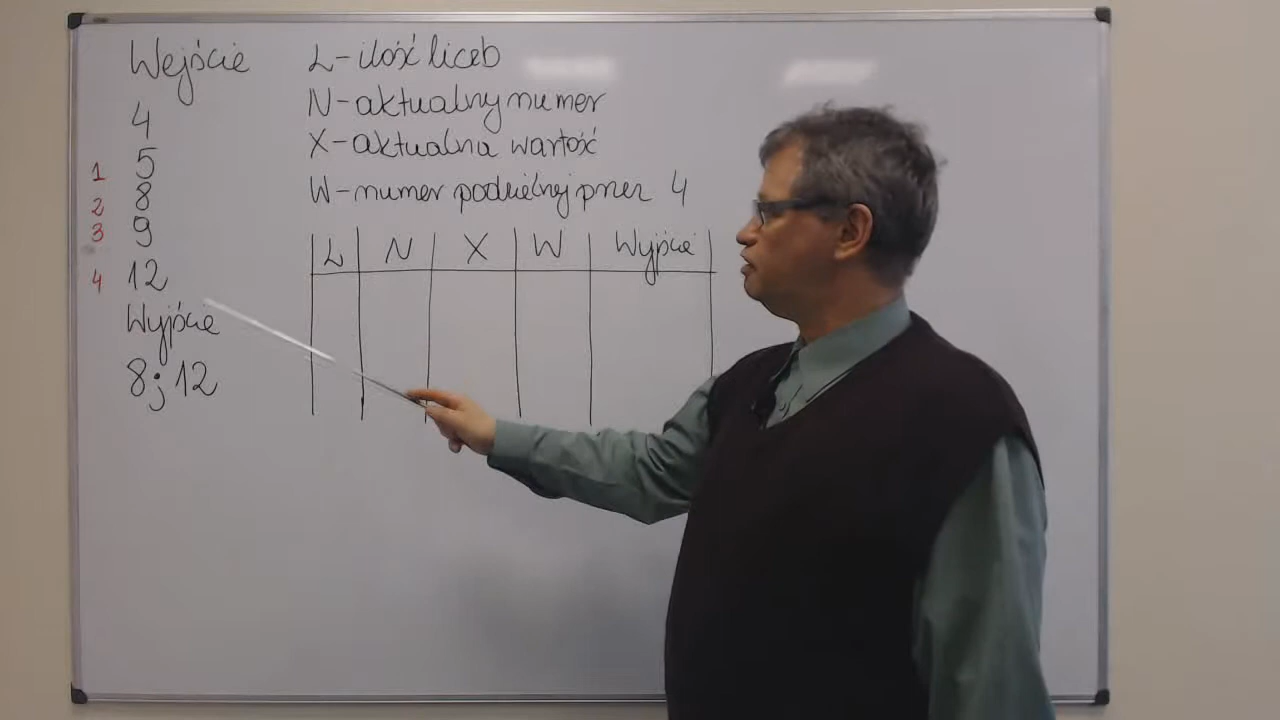 Wejście
4
1 5
2 8
3 9
4 12
Wyjście
8; 12
L - ilość liczb
N - aktualny numer
X - aktualna wartość
W - numer podzielnej przez 4
L N X W Wyjście